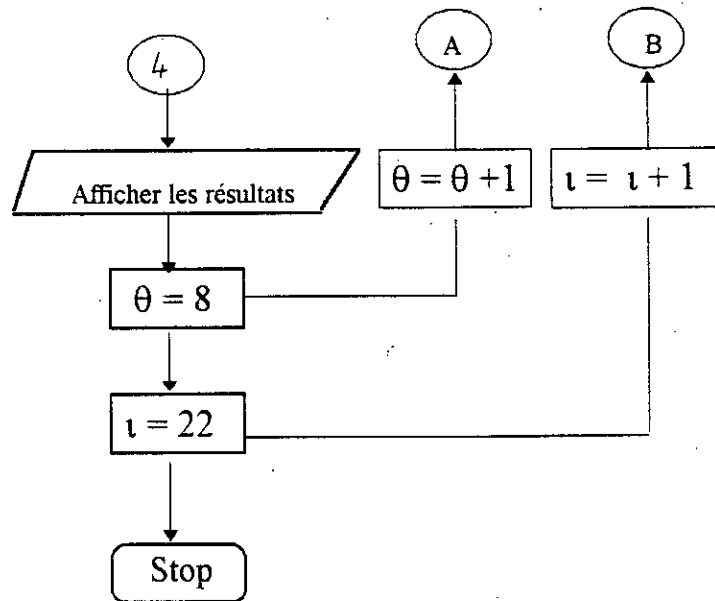 4
A
B
Afficher les résultats
θ = θ +1
ι = ι + 1
θ = 8
ι = 22
Stop